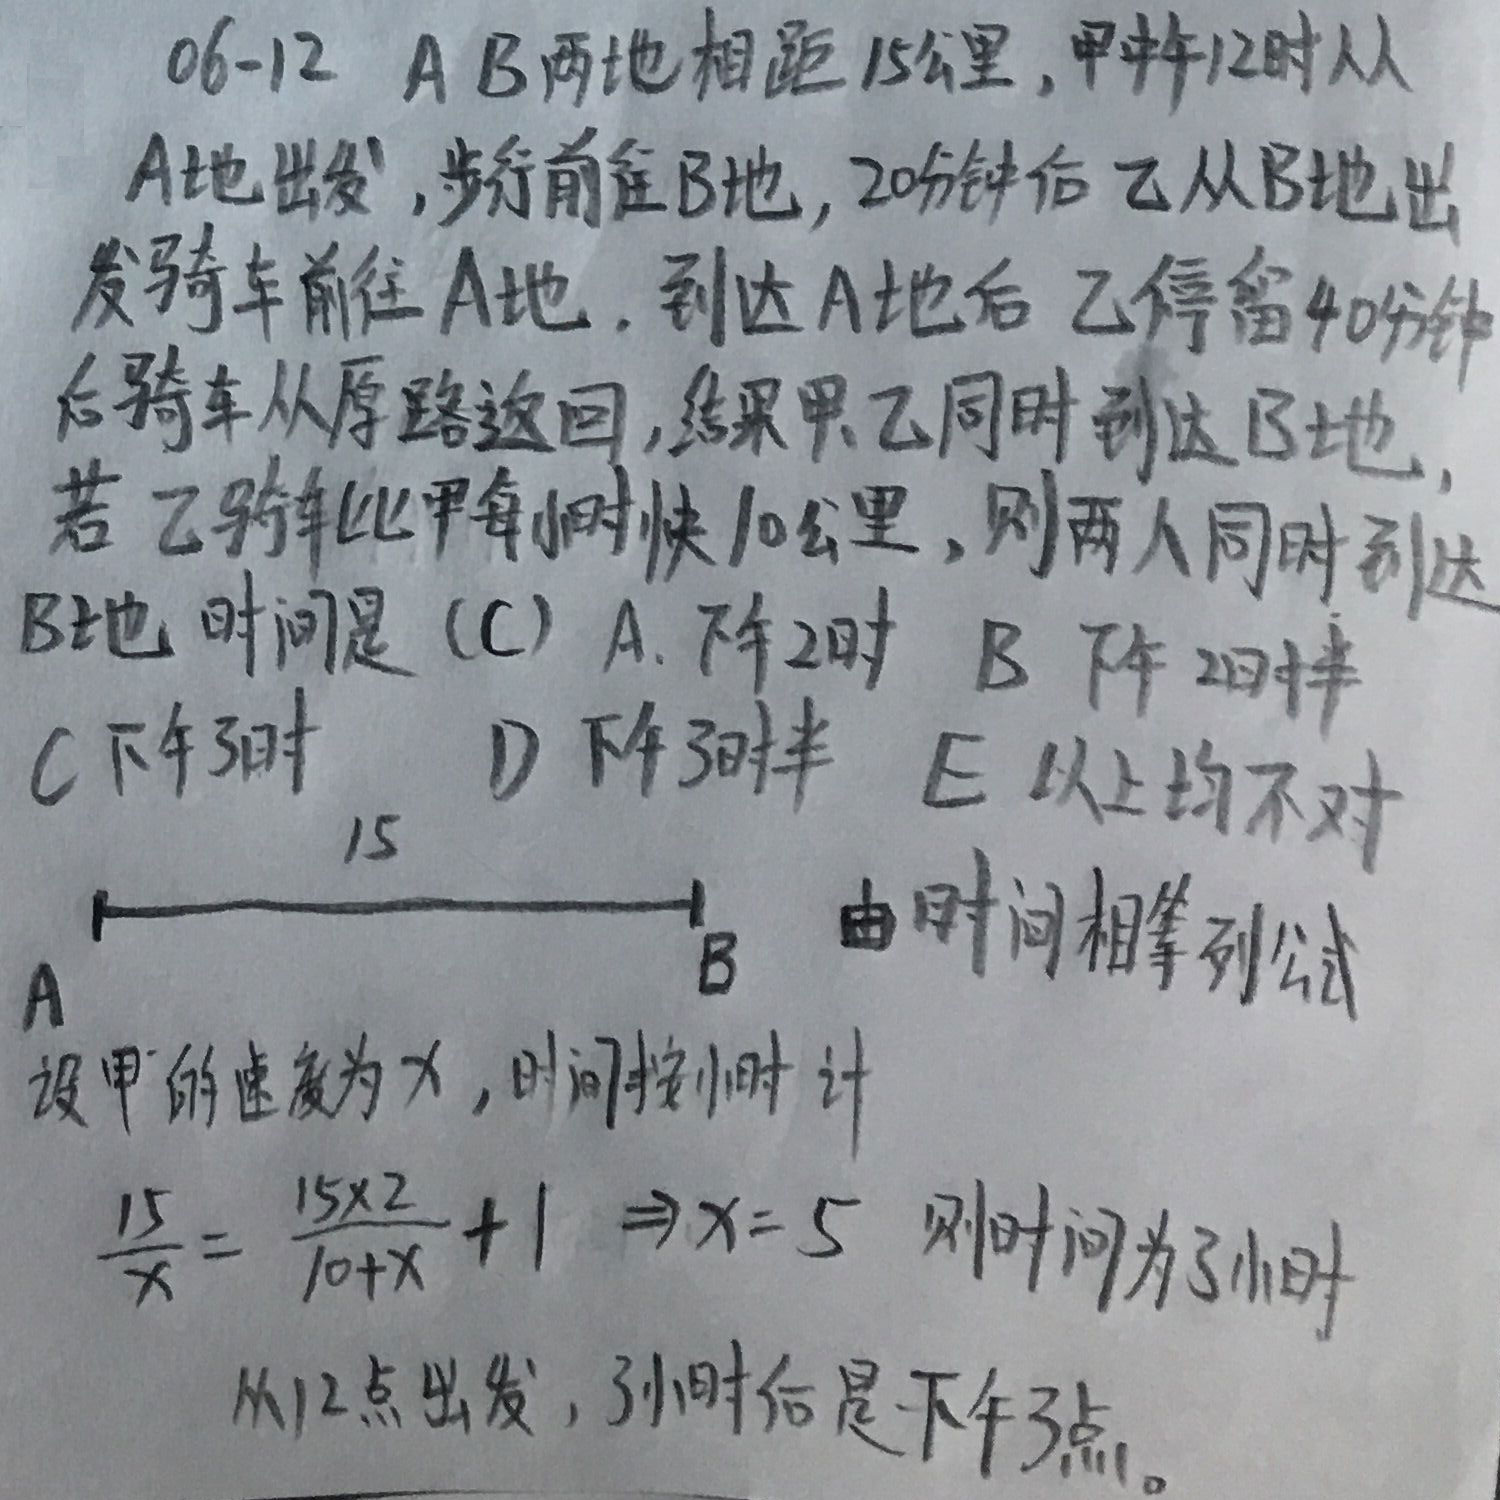 06-12 A B两地相距15公里,甲中午12时从
A地出发,步行前往B地,20分钟后 乙从B地出
发骑车前往A地.到达A地后 乙停留40分钟
后骑车从原路返回,结果甲、乙同时到达B地,
若 乙骑车比甲每小时快10公里,则两人同时到达
B地 时间是 (C) A.下午2时 B 下午2时半
C下午3时 D 下午3时半 E 以上均不对
15
A B
由时间相等列公式
设甲的速度为x,时间按小时计
15/x = 15×2/10+x + 1 ⇒x=5 则时间为3小时
从12点出发,3小时后是下午3点。